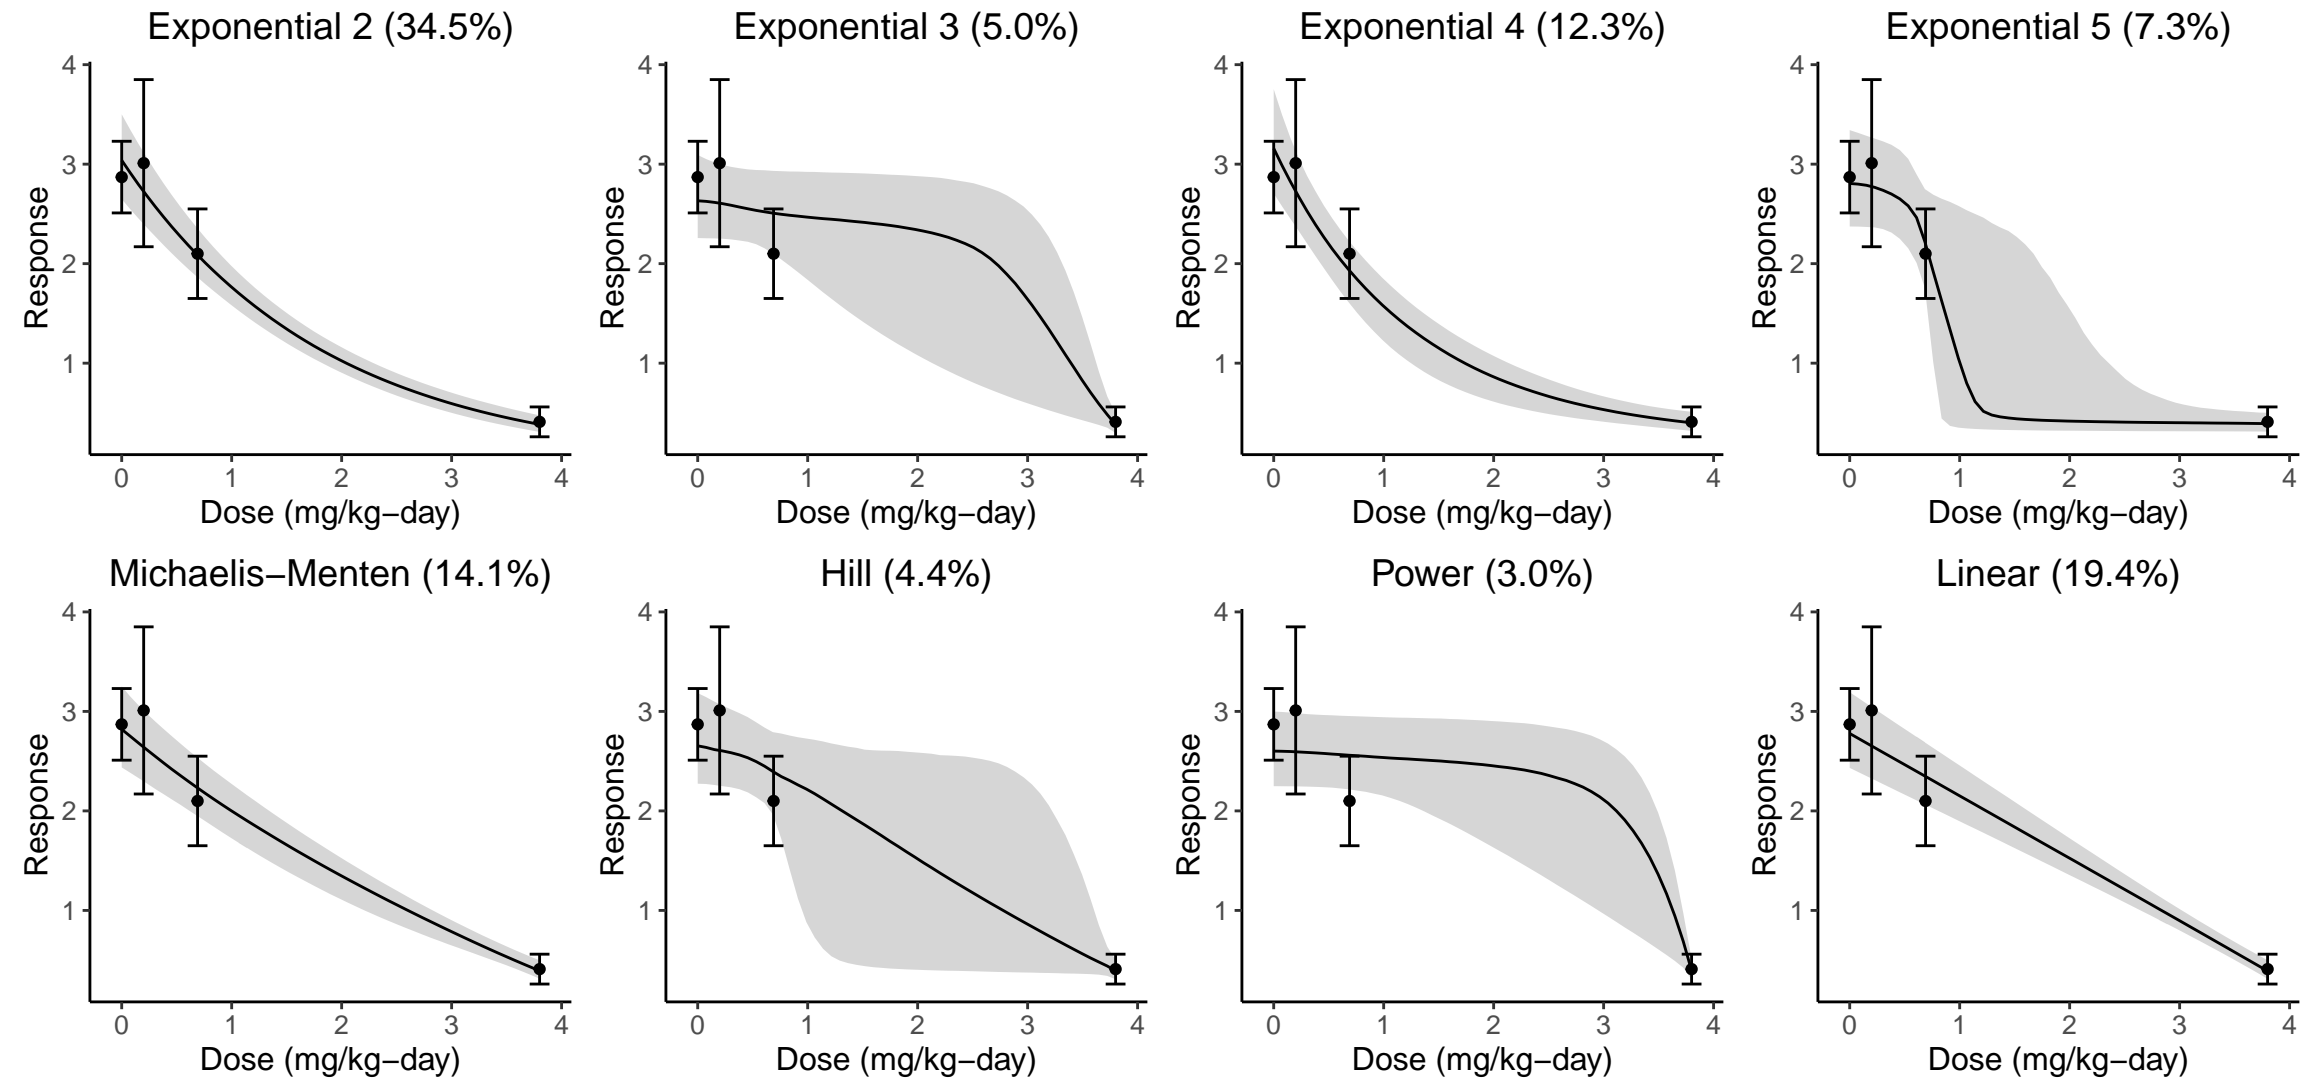 Exponential 2 (34.5%)
Exponential 3 (5.0%)
Exponential 4 (12.3%)
Exponential 5 (7.3%)
4
3
2
1
Response
0 1 2 3 4
Dose (mg/kg−day)
4
3
2
1
Response
0 1 2 3 4
Dose (mg/kg−day)
4
3
2
1
Response
0 1 2 3 4
Dose (mg/kg−day)
4
3
2
1
Response
0 1 2 3 4
Dose (mg/kg−day)
Michaelis−Menten (14.1%)
Hill (4.4%)
Power (3.0%)
Linear (19.4%)
4
3
2
1
Response
0 1 2 3 4
Dose (mg/kg−day)
4
3
2
1
Response
0 1 2 3 4
Dose (mg/kg−day)
4
3
2
1
Response
0 1 2 3 4
Dose (mg/kg−day)
4
3
2
1
Response
0 1 2 3 4
Dose (mg/kg−day)